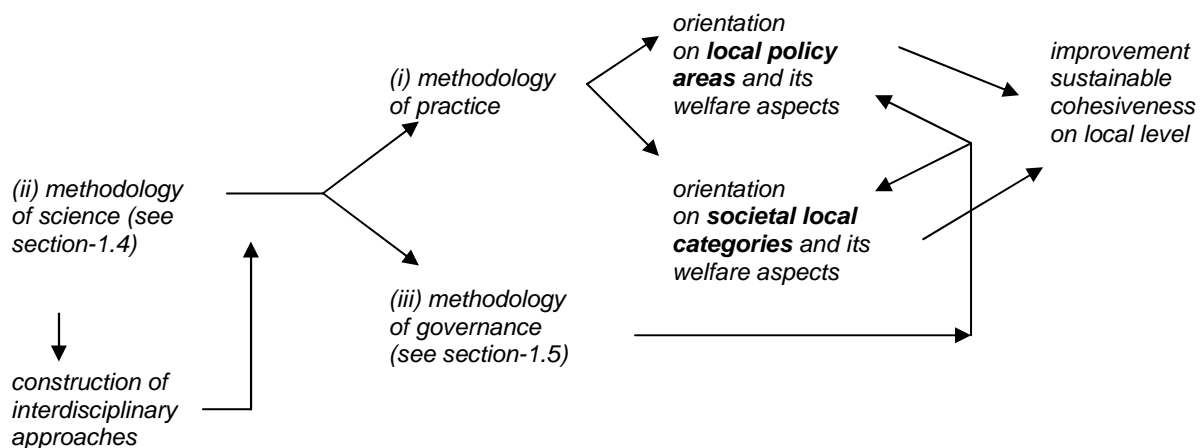 (ii) methodology
of science (see
section-1.4)
construction of
interdisciplinary
approaches
(i) methodology
of practice
(iii) methodology
of governance
(see section-1.5)
orientation
on local policy
areas and its
welfare aspects
orientation
on societal local
categories and its
welfare aspects
improvement
sustainable
cohesiveness
on local level